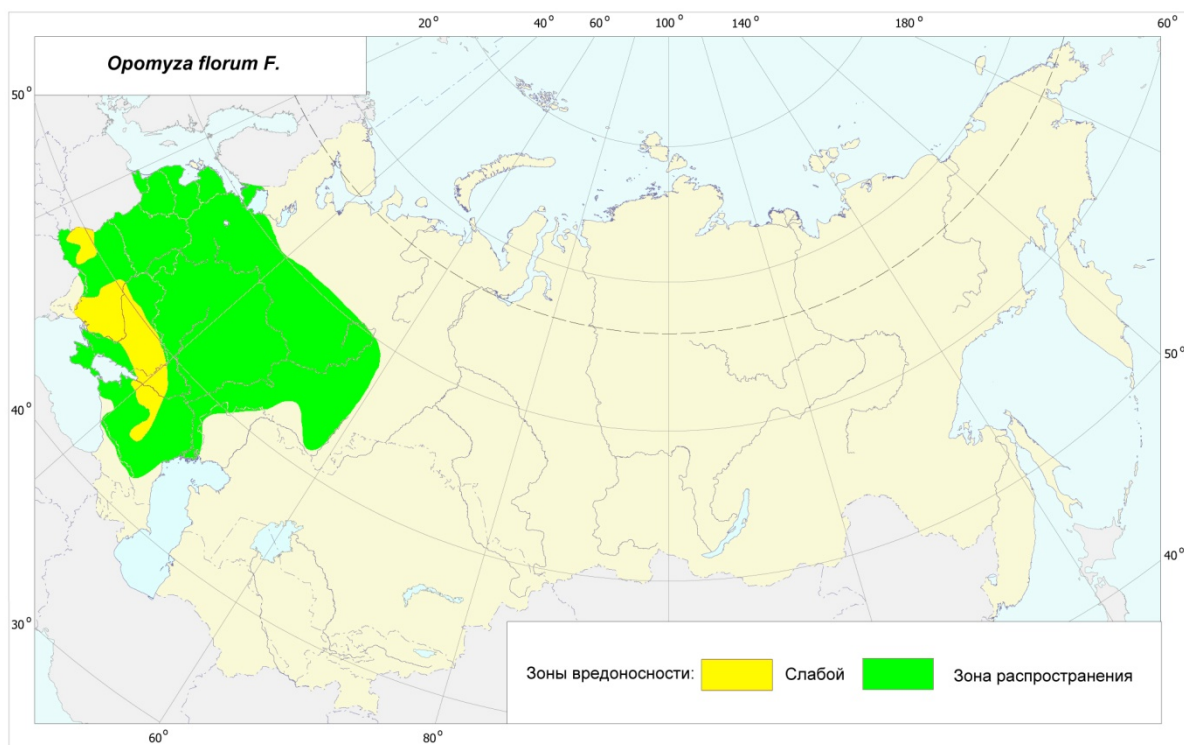 20° 40° 60° 100° 140° 180° 60°
Opomyza florum F.
50°
50°
40°
40°
30°
Зоны вредоносности: Слабой Зона распространения
60° 80°